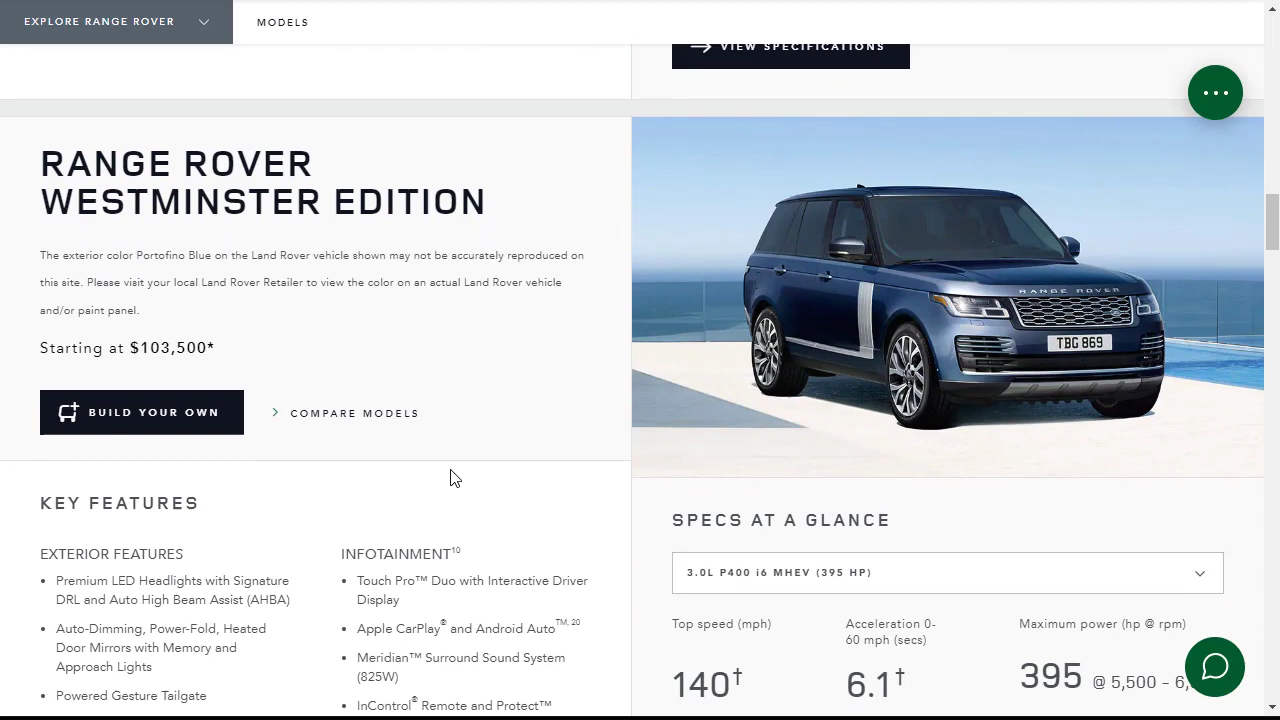 EXPLORE RANGE ROVER
MODELS
VIEW SPECIFICATIONS
RANGE ROVER
WESTMINSTER EDITION
The exterior color Portofino Blue on the Land Rover vehicle shown may not be accurately reproduced on
this site. Please visit your local Land Rover Retailer to view the color on an actual Land Rover vehicle
and/or paint panel.
Starting at $103,500*
BUILD YOUR OWN
COMPARE MODELS
RANGE ROVER
TBG 869
KEY FEATURES
EXTERIOR FEATURES
• Premium LED Headlights with Signature
DRL and Auto High Beam Assist (AHBA)
• Auto-Dimming, Power-Fold, Heated
Door Mirrors with Memory and
Approach Lights
• Powered Gesture Tailgate
INFOTAINMENT10
• Touch Pro™ Duo with Interactive Driver
Display
• Apple CarPlay® and Android Auto™, 20
• Meridian™ Surround Sound System
(825W)
• InControl® Remote and Protect™
SPECS AT A GLANCE
3.0L P400 i6 MHEV (395 HP)
Top speed (mph)
140†
Acceleration 0-
60 mph (secs)
6.1†
Maximum power (hp @ rpm)
395 @ 5,500 – 6,